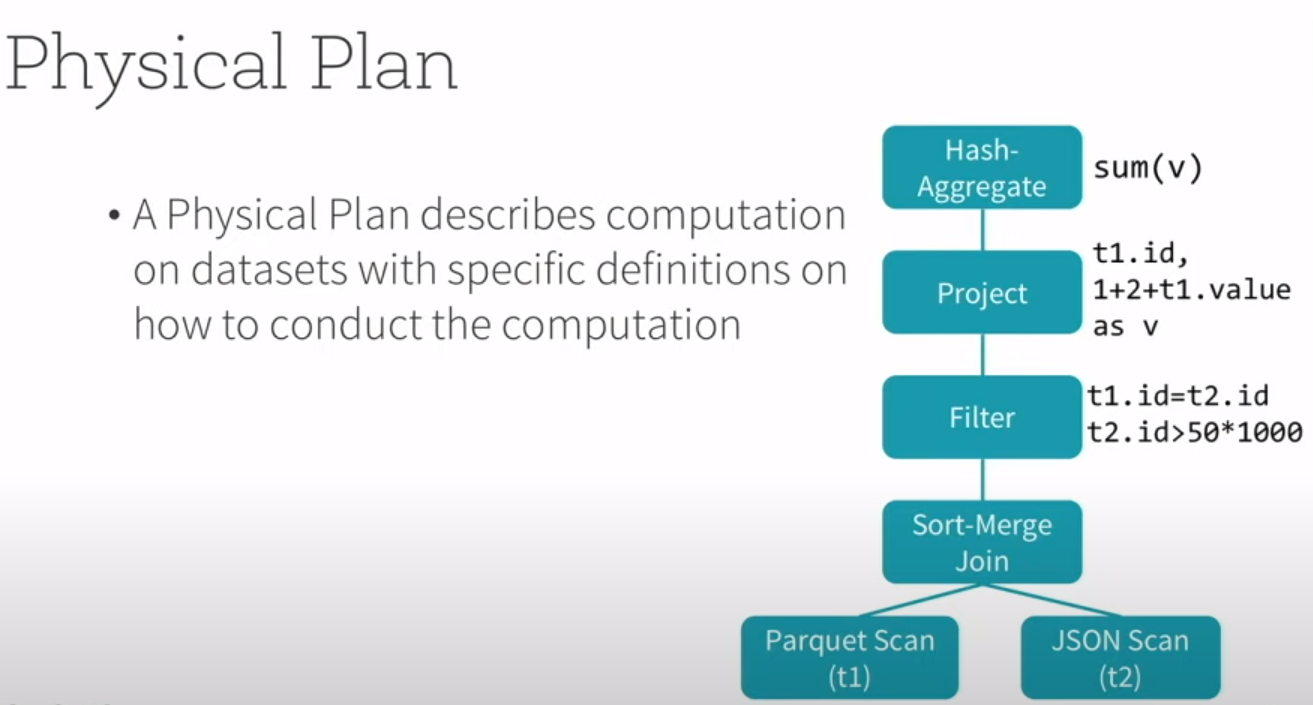 Physical Plan
• A Physical Plan describes computation
on datasets with specific definitions on
how to conduct the computation
Hash-
Aggregate
sum(v)
Project
t1.id,
1+2+t1.value
as v
Filter
t1.id=t2.id
t2.id>50*1000
Sort-Merge
Join
Parquet Scan
(t1)
JSON Scan
(t2)